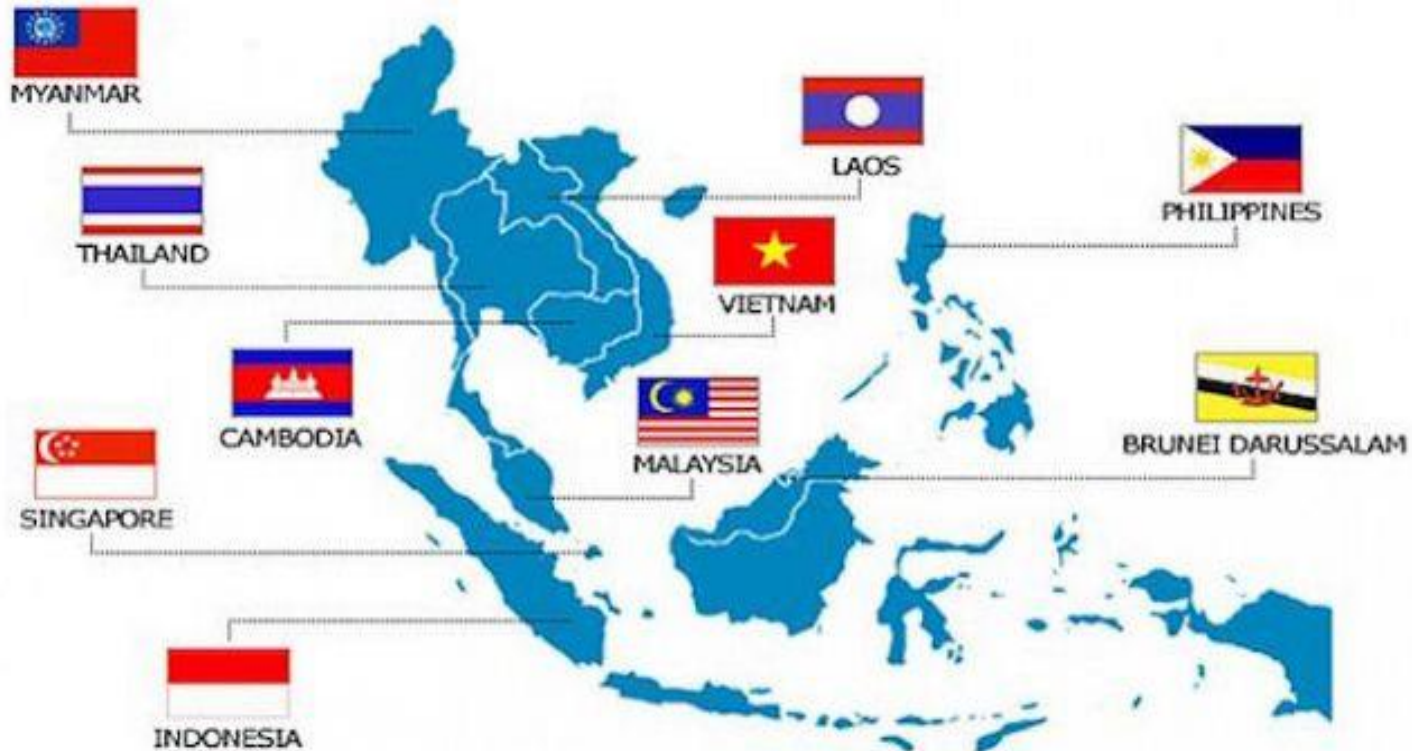 MYANMAR
LAOS
PHILIPPINES
THAILAND
VIETNAM
CAMBODIA
MALAYSIA
BRUNEI DARUSSALAM
SINGAPORE
INDONESIA